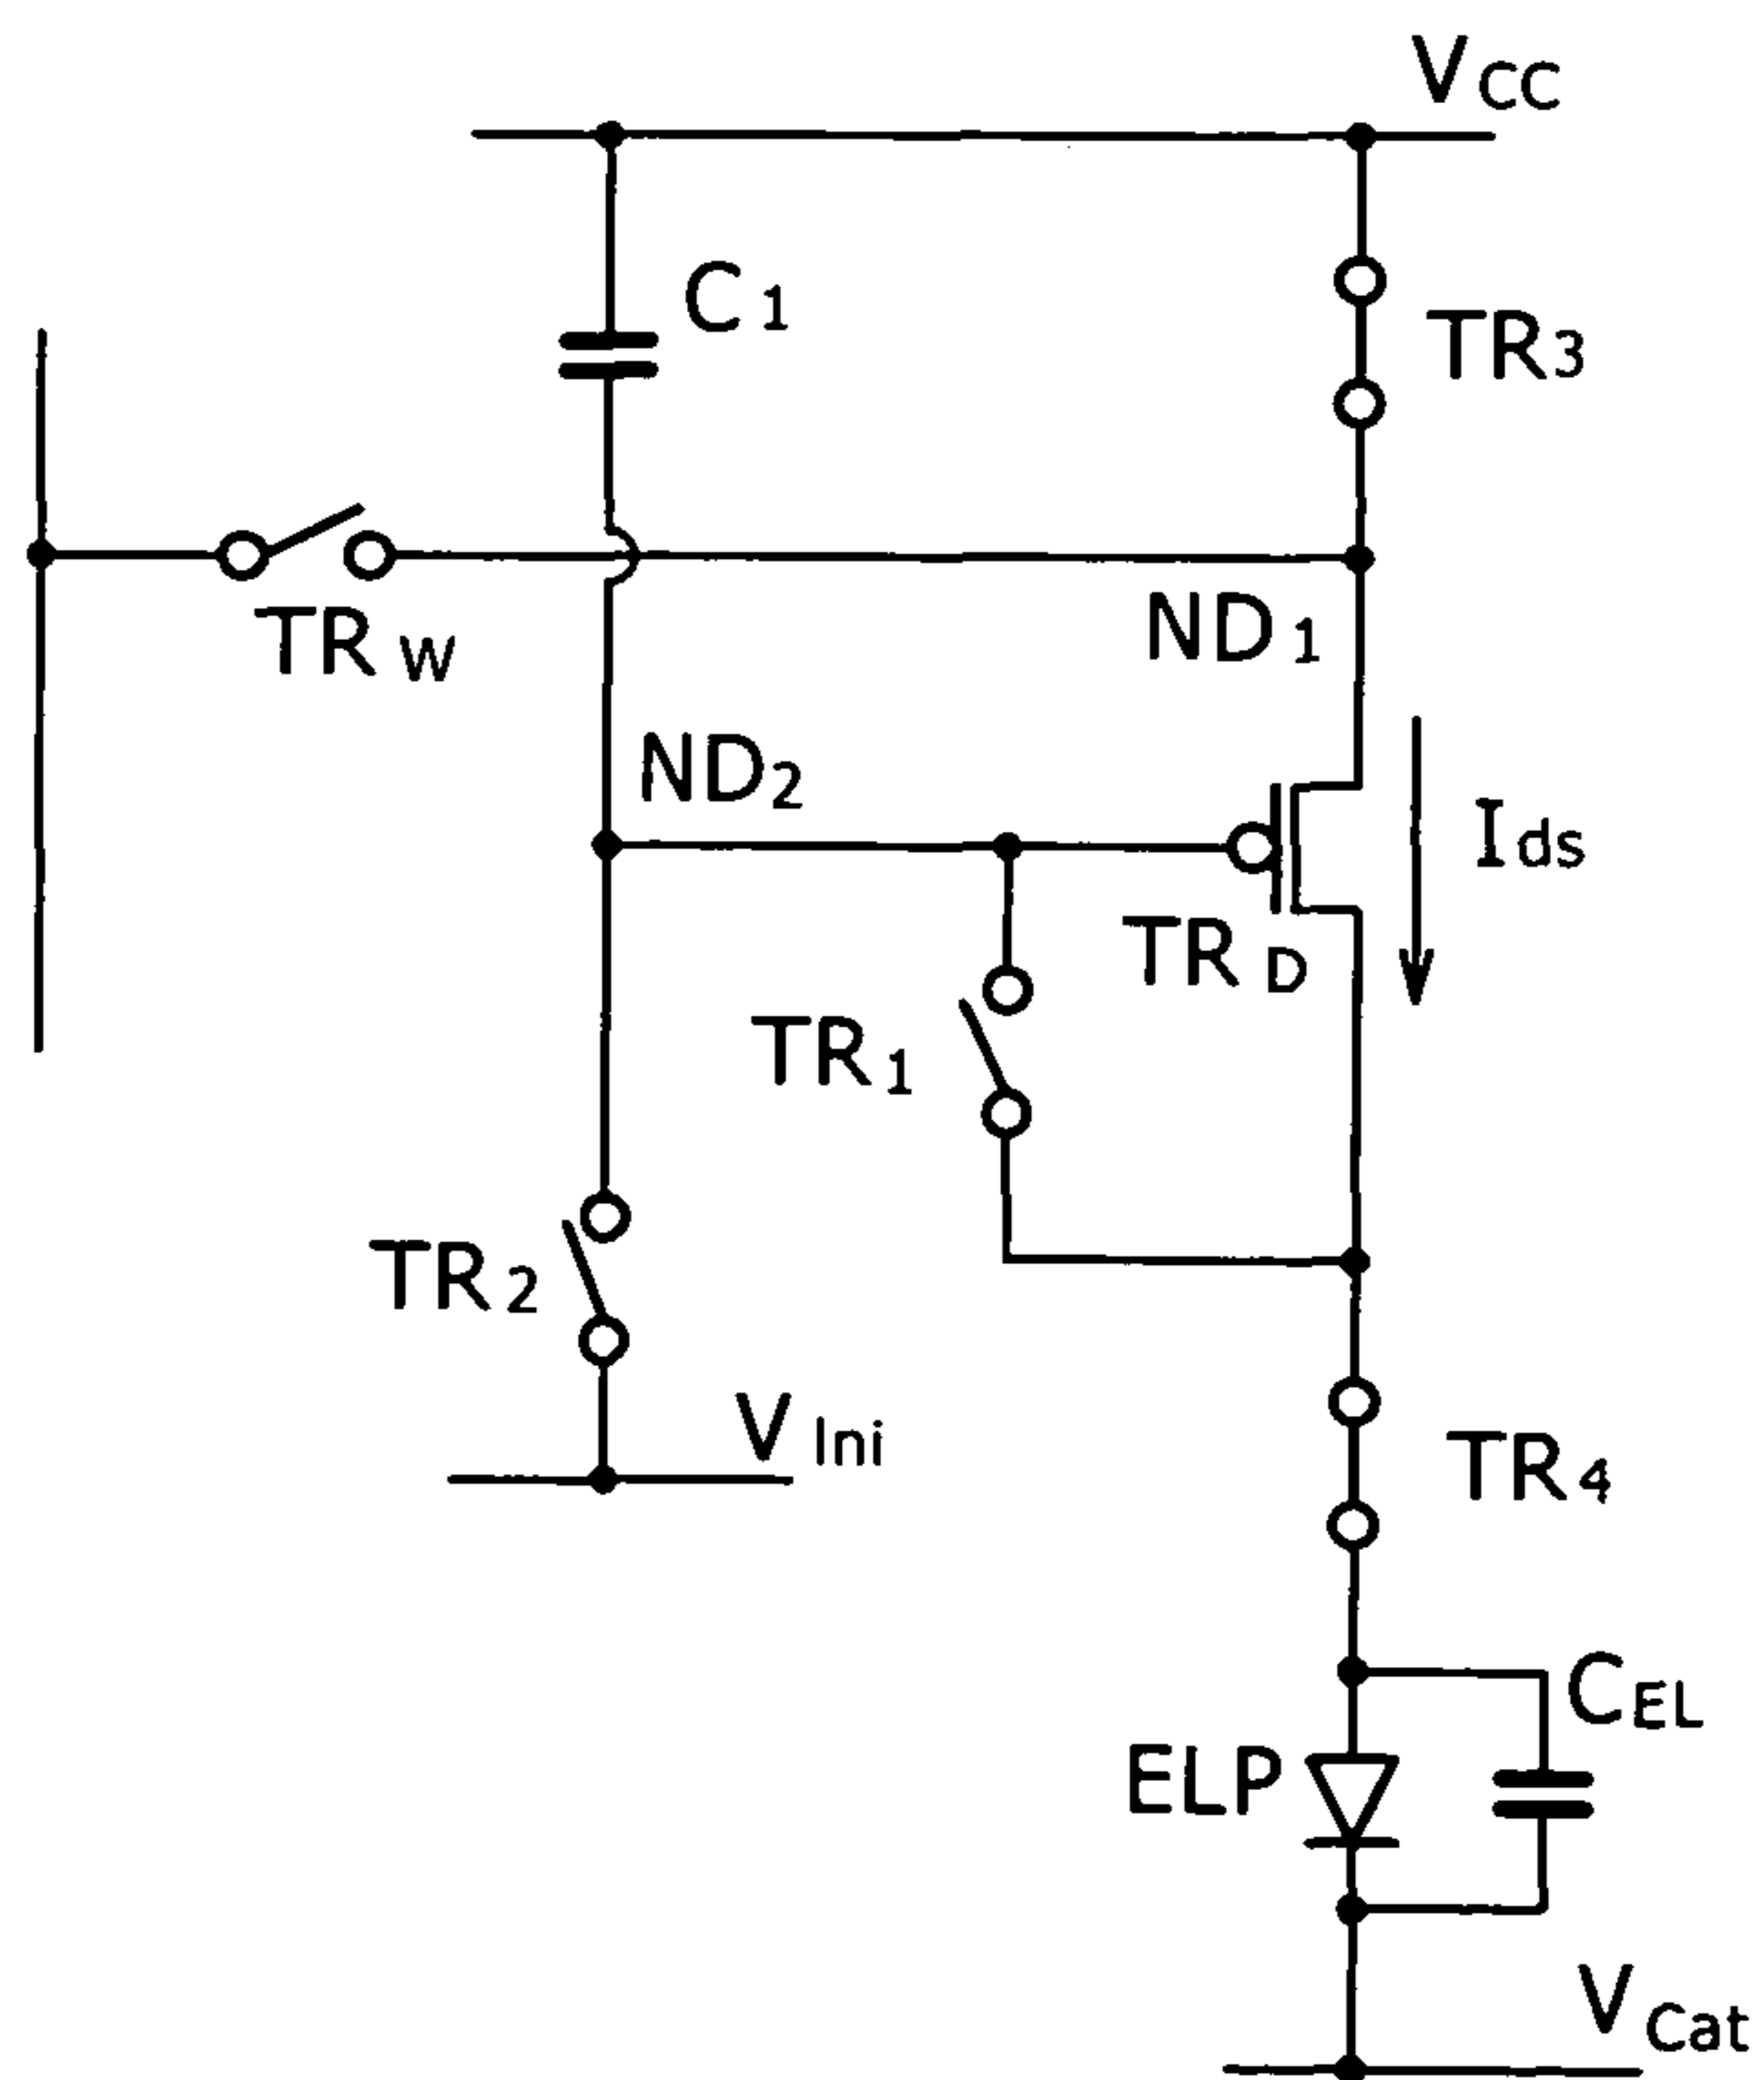 VCC
C1
TR3
TRW
ND1
ND2
Ids
TRD
TR1
TR2
VIni
TR4
CEL
ELP
VCat